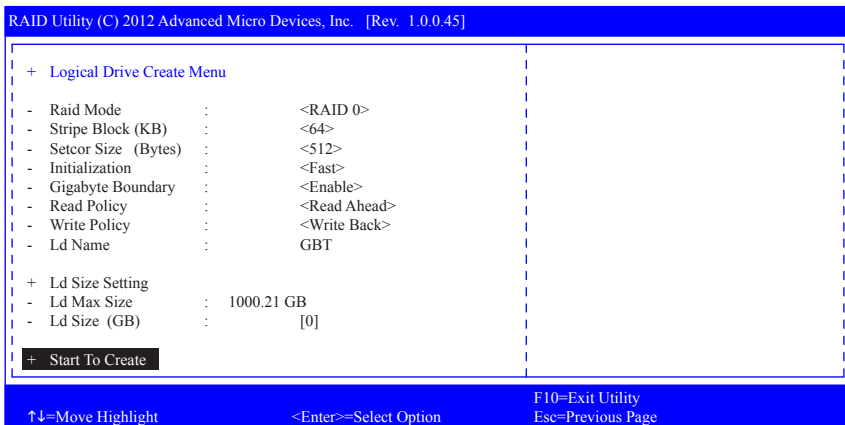 RAID Utility (C) 2012 Advanced Micro Devices, Inc. [Rev. 1.0.0.45]
+ Logical Drive Create Menu
- Raid Mode : <RAID 0>
- Stripe Block (KB) : <64>
- Setcor Size (Bytes) : <512>
- Initialization : <Fast>
- Gigabyte Boundary : <Enable>
- Read Policy : <Read Ahead>
- Write Policy : <Write Back>
- Ld Name : GBT
+ Ld Size Setting
- Ld Max Size : 1000.21 GB
- Ld Size (GB) : [0]
+ Start To Create
F10=Exit Utility
↑↓=Move Highlight <Enter>=Select Option Esc=Previous Page